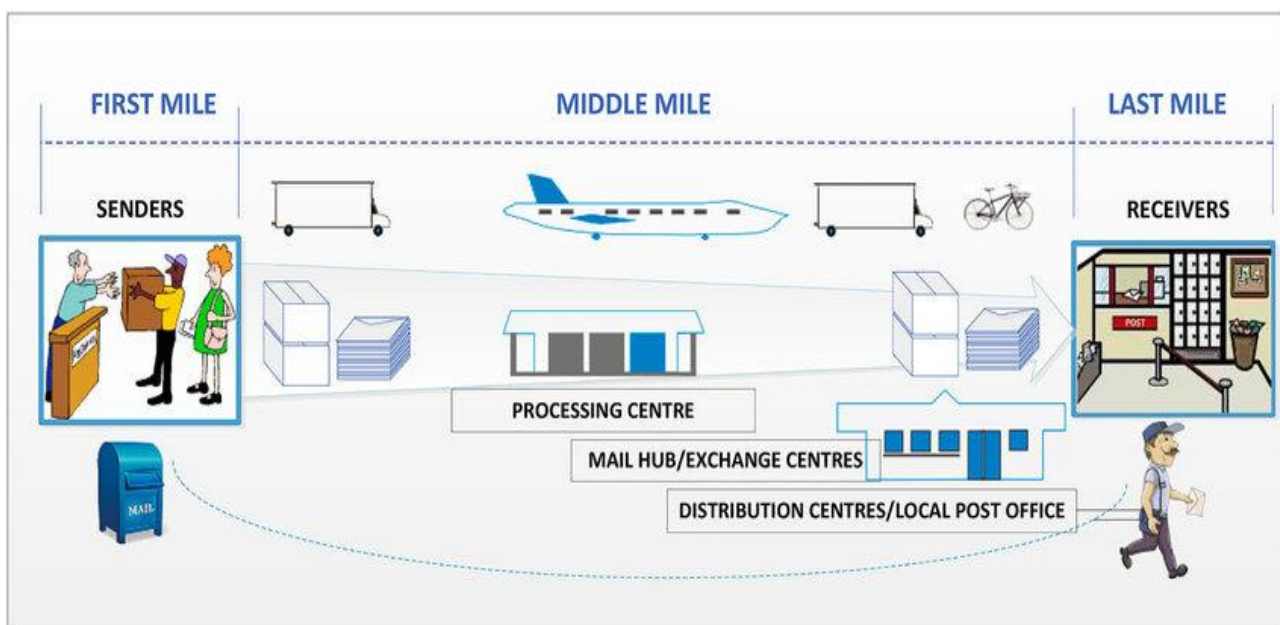 FIRST MILE
MIDDLE MILE
LAST MILE
SENDERS
RECEIVERS
POST
PROCESSING CENTRE
MAIL HUB/EXCHANGE CENTRES
MAIL
DISTRIBUTION CENTRES/LOCAL POST OFFICE